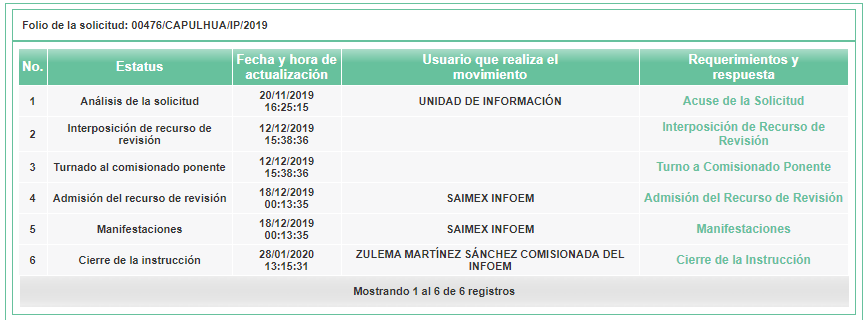 Folio de la solicitud: 00476/CAPULHUA/IP/2019
No. Estatus Fecha y hora de actualización Usuario que realiza el movimiento Requerimientos y respuesta
1 Análisis de la solicitud 20/11/2019 16:25:15 UNIDAD DE INFORMACIÓN Acuse de la Solicitud
2 Interposición de recurso de revisión 12/12/2019 15:38:36 Interposición de Recurso de Revisión
3 Turnado al comisionado ponente 12/12/2019 15:38:36 Turno a Comisionado Ponente
4 Admisión del recurso de revisión 18/12/2019 00:13:35 SAIMEX INFOEM Admisión del Recurso de Revisión
5 Manifestaciones 18/12/2019 00:13:35 SAIMEX INFOEM Manifestaciones
6 Cierre de la instrucción 28/01/2020 13:15:31 ZULEMA MARTÍNEZ SÁNCHEZ COMISIONADA DEL INFOEM Cierre de la Instrucción
Mostrando 1 al 6 de 6 registros